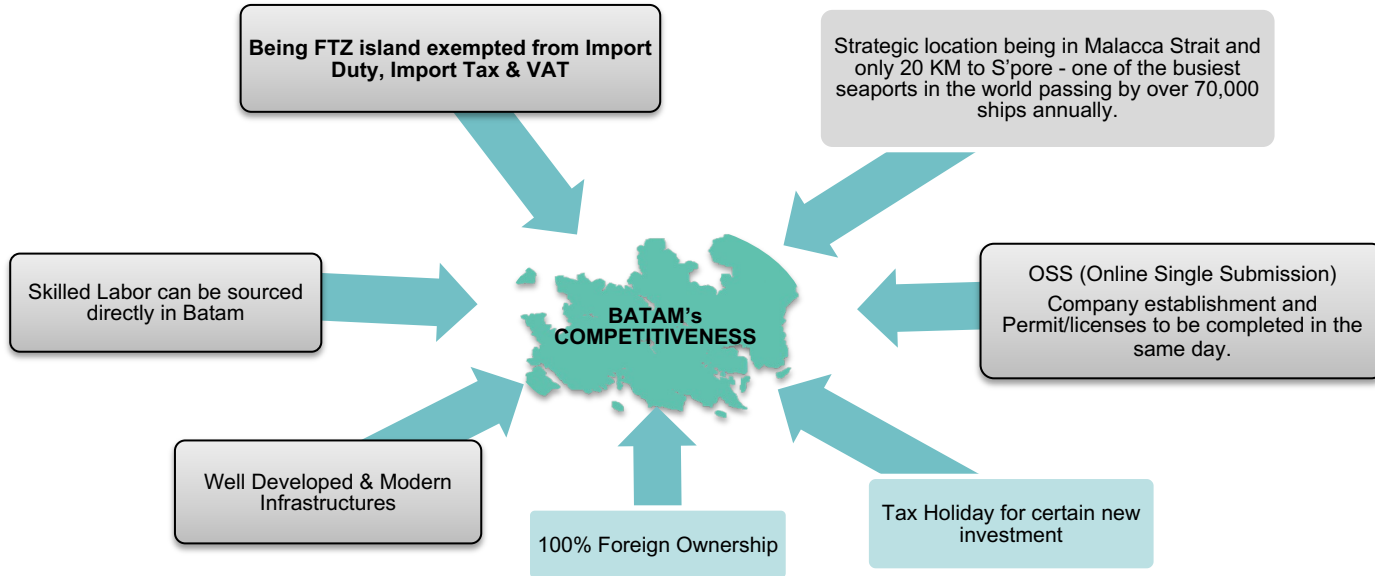 Being FTZ island exempted from Import
Duty, Import Tax & VAT
Strategic location being in Malacca Strait and
only 20 KM to S’pore - one of the busiest
seaports in the world passing by over 70,000
ships annually.
Skilled Labor can be sourced
directly in Batam
BATAM’s
COMPETITIVENESS
OSS (Online Single Submission)
Company establishment and
Permit/licenses to be completed in the
same day.
Well Developed & Modern
Infrastructures
100% Foreign Ownership
Tax Holiday for certain new
investment